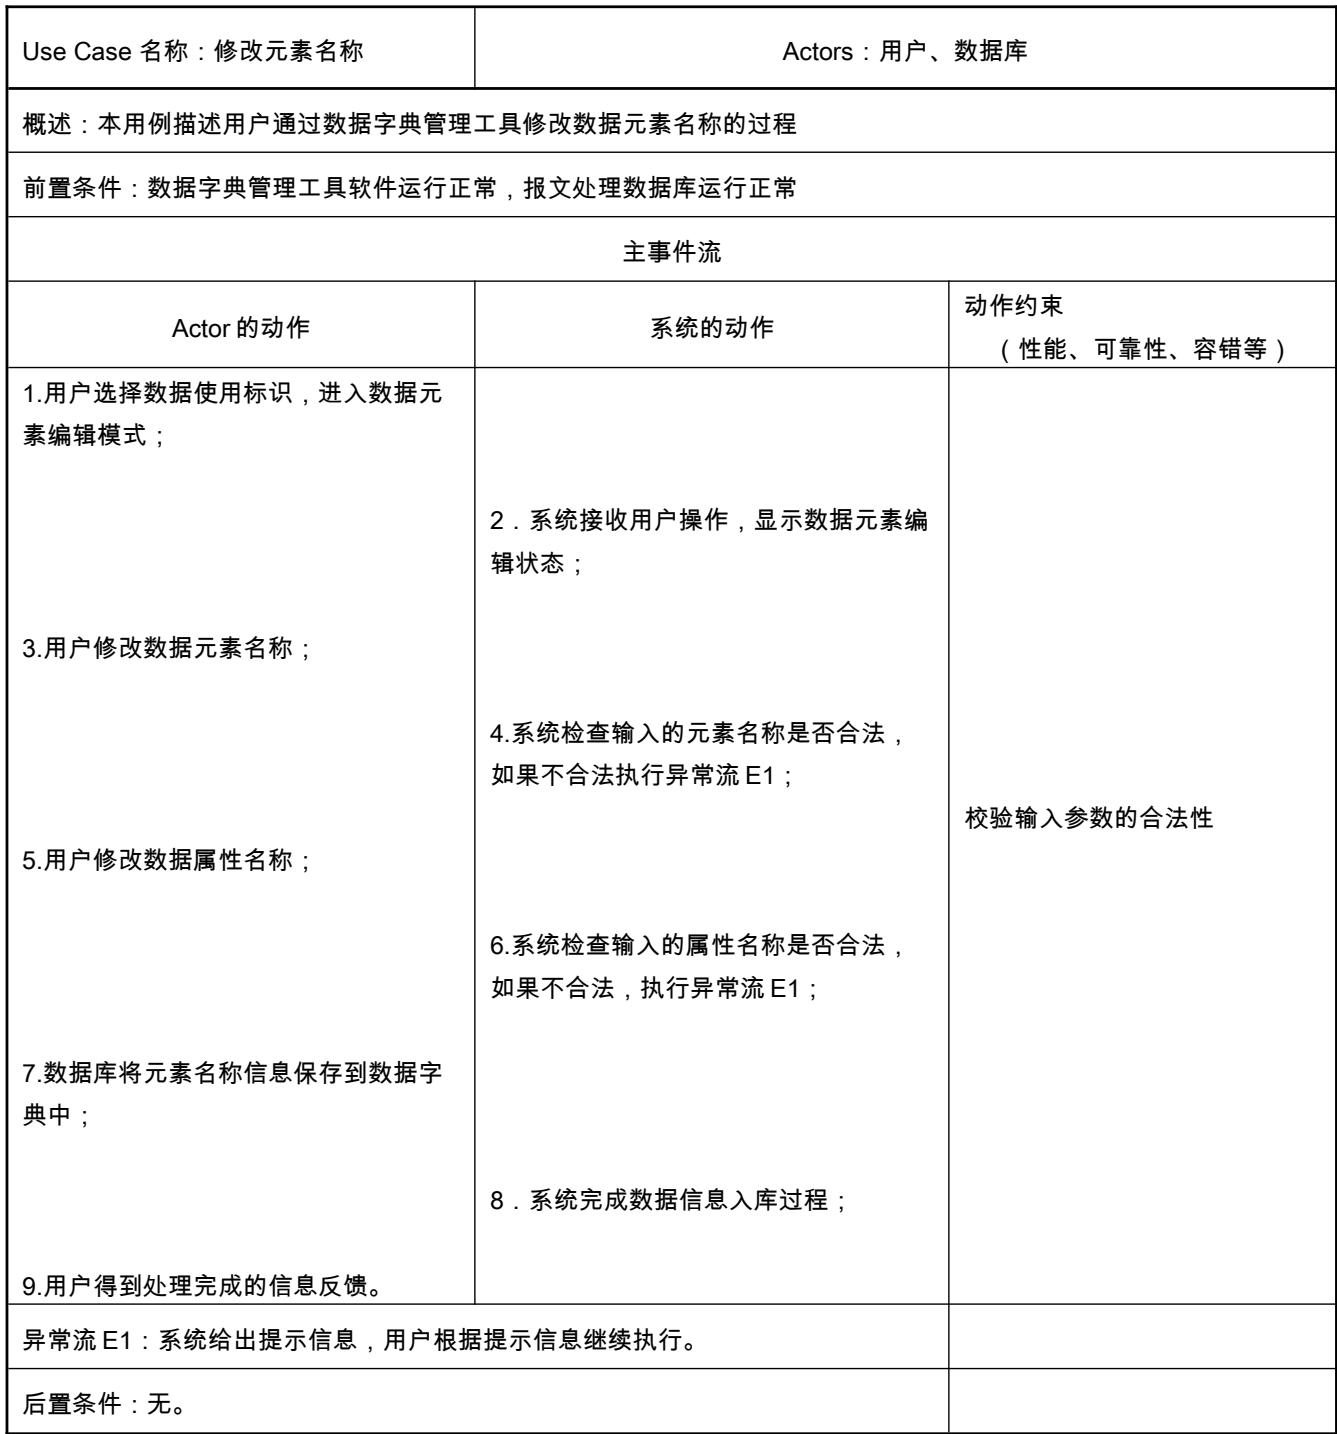 Use Case 名称：修改元素名称
Actors：用户、数据库
概述：本用例描述用户通过数据字典管理工具修改数据元素名称的过程
前置条件：数据字典管理工具软件运行正常，报文处理数据库运行正常
主事件流
Actor 的动作
系统的动作
动作约束
（性能、可靠性、容错等）
1.用户选择数据使用标识，进入数据元
素编辑模式；
2．系统接收用户操作，显示数据元素编
辑状态；
3.用户修改数据元素名称；
4.系统检查输入的元素名称是否合法，
如果不合法执行异常流 E1；
校验输入参数的合法性
5.用户修改数据属性名称；
6.系统检查输入的属性名称是否合法，
如果不合法，执行异常流 E1；
7.数据库将元素名称信息保存到数据字
典中；
8．系统完成数据信息入库过程；
9.用户得到处理完成的信息反馈。
异常流 E1：系统给出提示信息，用户根据提示信息继续执行。
后置条件：无。